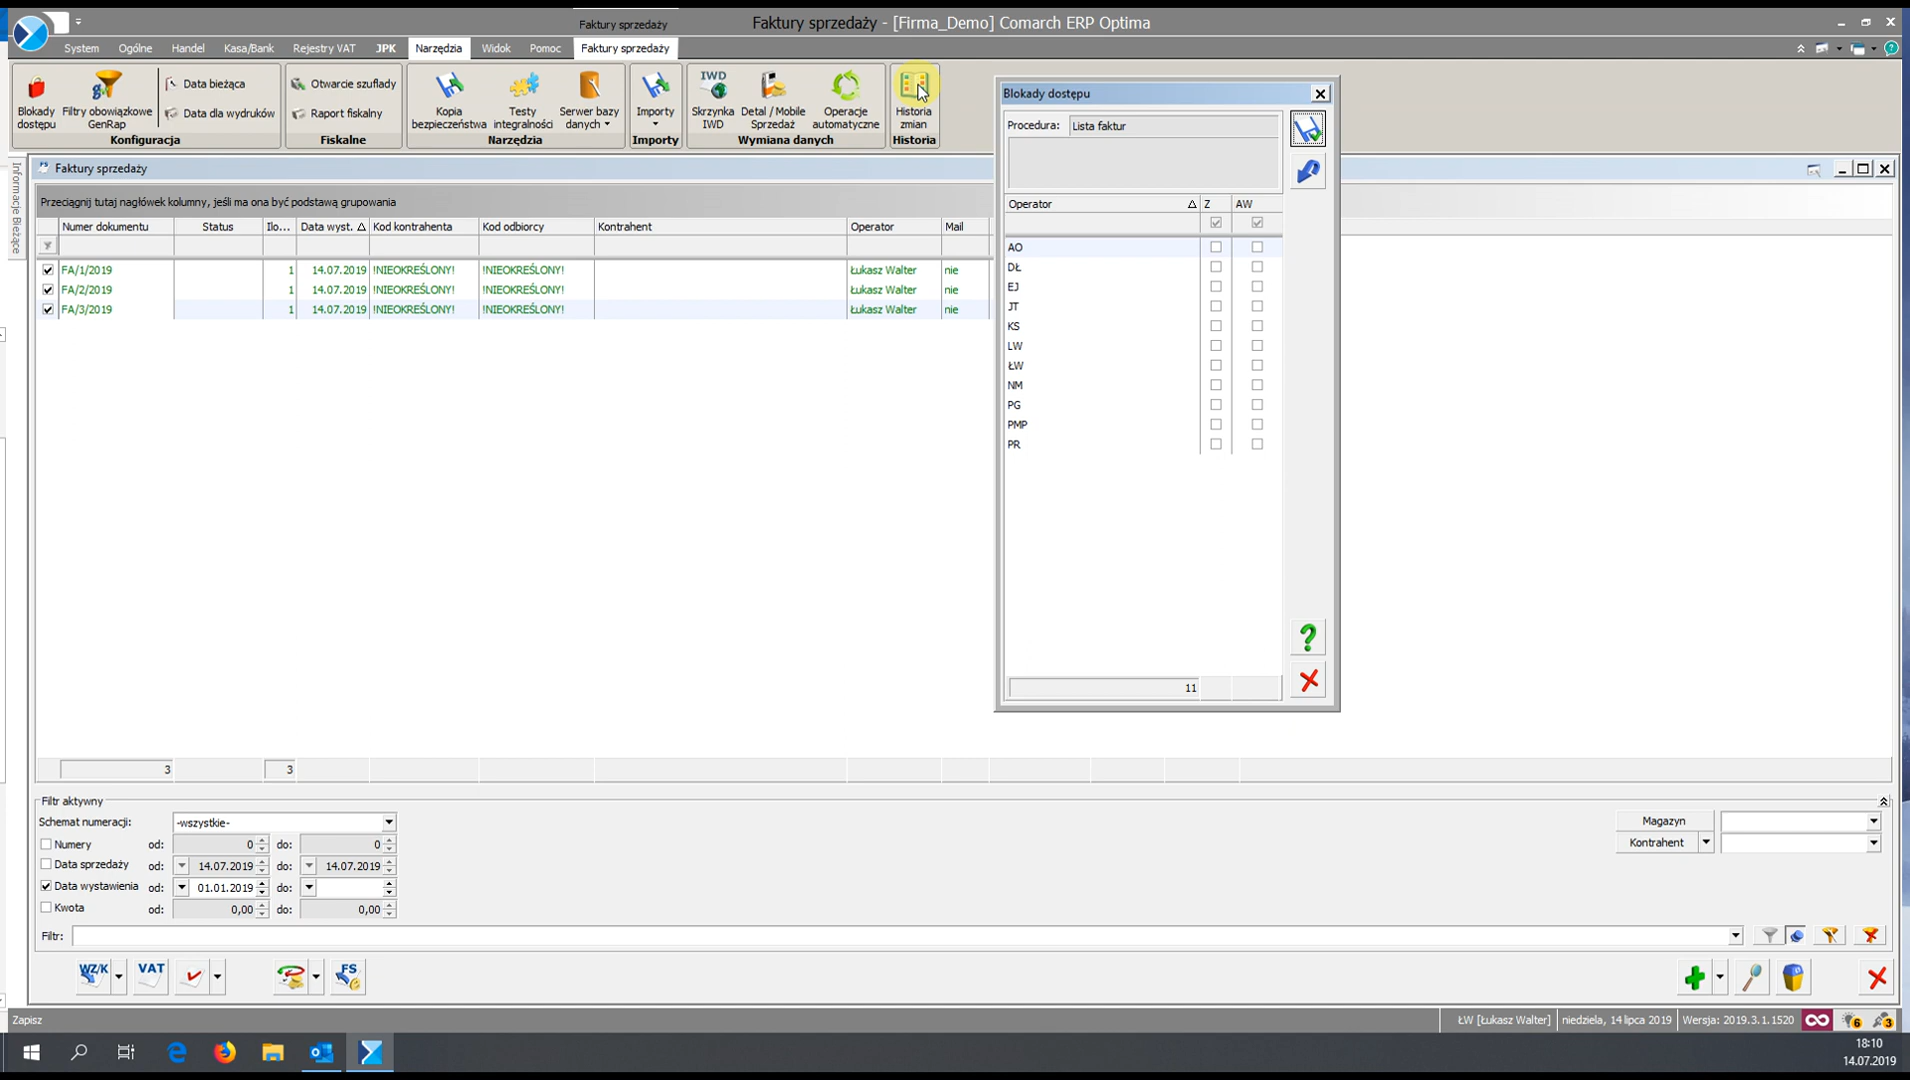 Faktury sprzedaży
Faktury sprzedaży - [Firma_Demo] Comarch ERP Optima
System Ogólne Handel Kasa/Bank Rejestry VAT JPK Narzędzia Widok Pomoc Faktury sprzedaży
Blokady dostępu
Filtry obowiązkowe GenRap
Data bieżąca
Data dla wydruków
Konfiguracja
Otwarcie szuflady
Raport fiskalny
Fiskalne
Kopia bezpieczeństwa
Testy integralności
Serwer bazy danych
Narzędzia
Importy
Importy
IWD
Skrzynka IWD
Detal / Mobile Sprzedaż
Operacje automatyczne
Wymiana danych
Historia zmian
Historia
Informacje Bieżące
FS Faktury sprzedaży
Przeciągnij tutaj nagłówek kolumny, jeśli ma ona być podstawą grupowania
Numer dokumentu Status Ilo... Data wyst. Kod kontrahenta Kod odbiorcy Kontrahent Operator Mail
FA/1/2019 1 14.07.2019 !NIEOKREŚLONY! !NIEOKREŚLONY! Łukasz Walter nie
FA/2/2019 1 14.07.2019 !NIEOKREŚLONY! !NIEOKREŚLONY! Łukasz Walter nie
FA/3/2019 1 14.07.2019 !NIEOKREŚLONY! !NIEOKREŚLONY! Łukasz Walter nie
3 3
Blokady dostępu
Procedura: Lista faktur
Operator Z AW
AO
DŁ
EJ
JT
KS
LW
ŁW
NM
PG
PMP
PR
11
Filtr aktywny
Schemat numeracji: -wszystkie-
Numery od: 0 do: 0
Data sprzedaży od: 14.07.2019 do: 14.07.2019
Data wystawienia od: 01.01.2019 do:
Kwota od: 0,00 do: 0,00
Magazyn
Kontrahent
Filtr:
WZ/K VAT FS
Zapisz
ŁW [Łukasz Walter] niedziela, 14 lipca 2019 Wersja: 2019.3.1.1520 6 3
18:10
14.07.2019